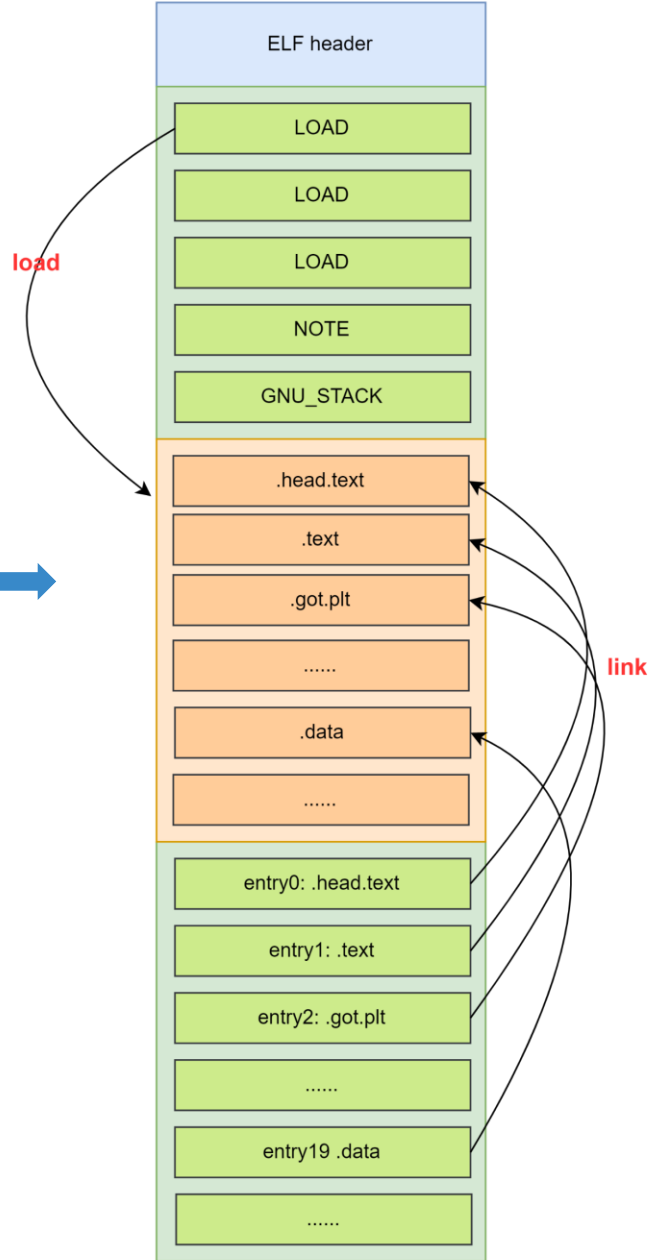 ELF header
LOAD
LOAD
load
LOAD
NOTE
GNU_STACK
.head.text
.text
.got.plt
......
link
.data
......
entry0: .head.text
entry1: .text
entry2: .got.plt
......
entry19 .data
......